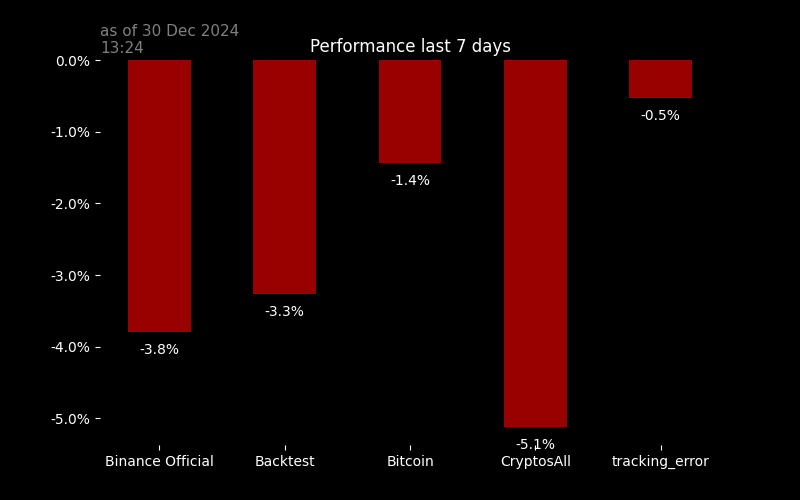 as of 30 Dec 2024
13:24
Performance last 7 days
0.0%
-1.0%
-2.0%
-3.0%
-4.0%
-5.0%
-3.8%
-3.3%
-1.4%
-5.1%
-0.5%
Binance Official
Backtest
Bitcoin
CryptosAll
tracking_error